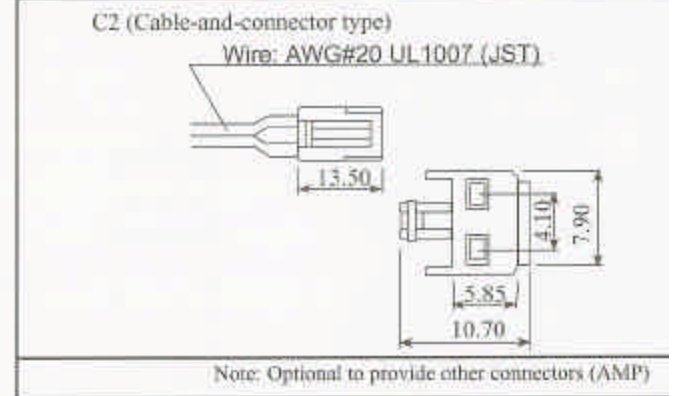 C2 (Cable-and-connector type)
Wire: AWG#20 UL1007 (JST)
13.50
4.10
7.90
5.85
10.70
Note: Optional to provide other connectors (AMP)